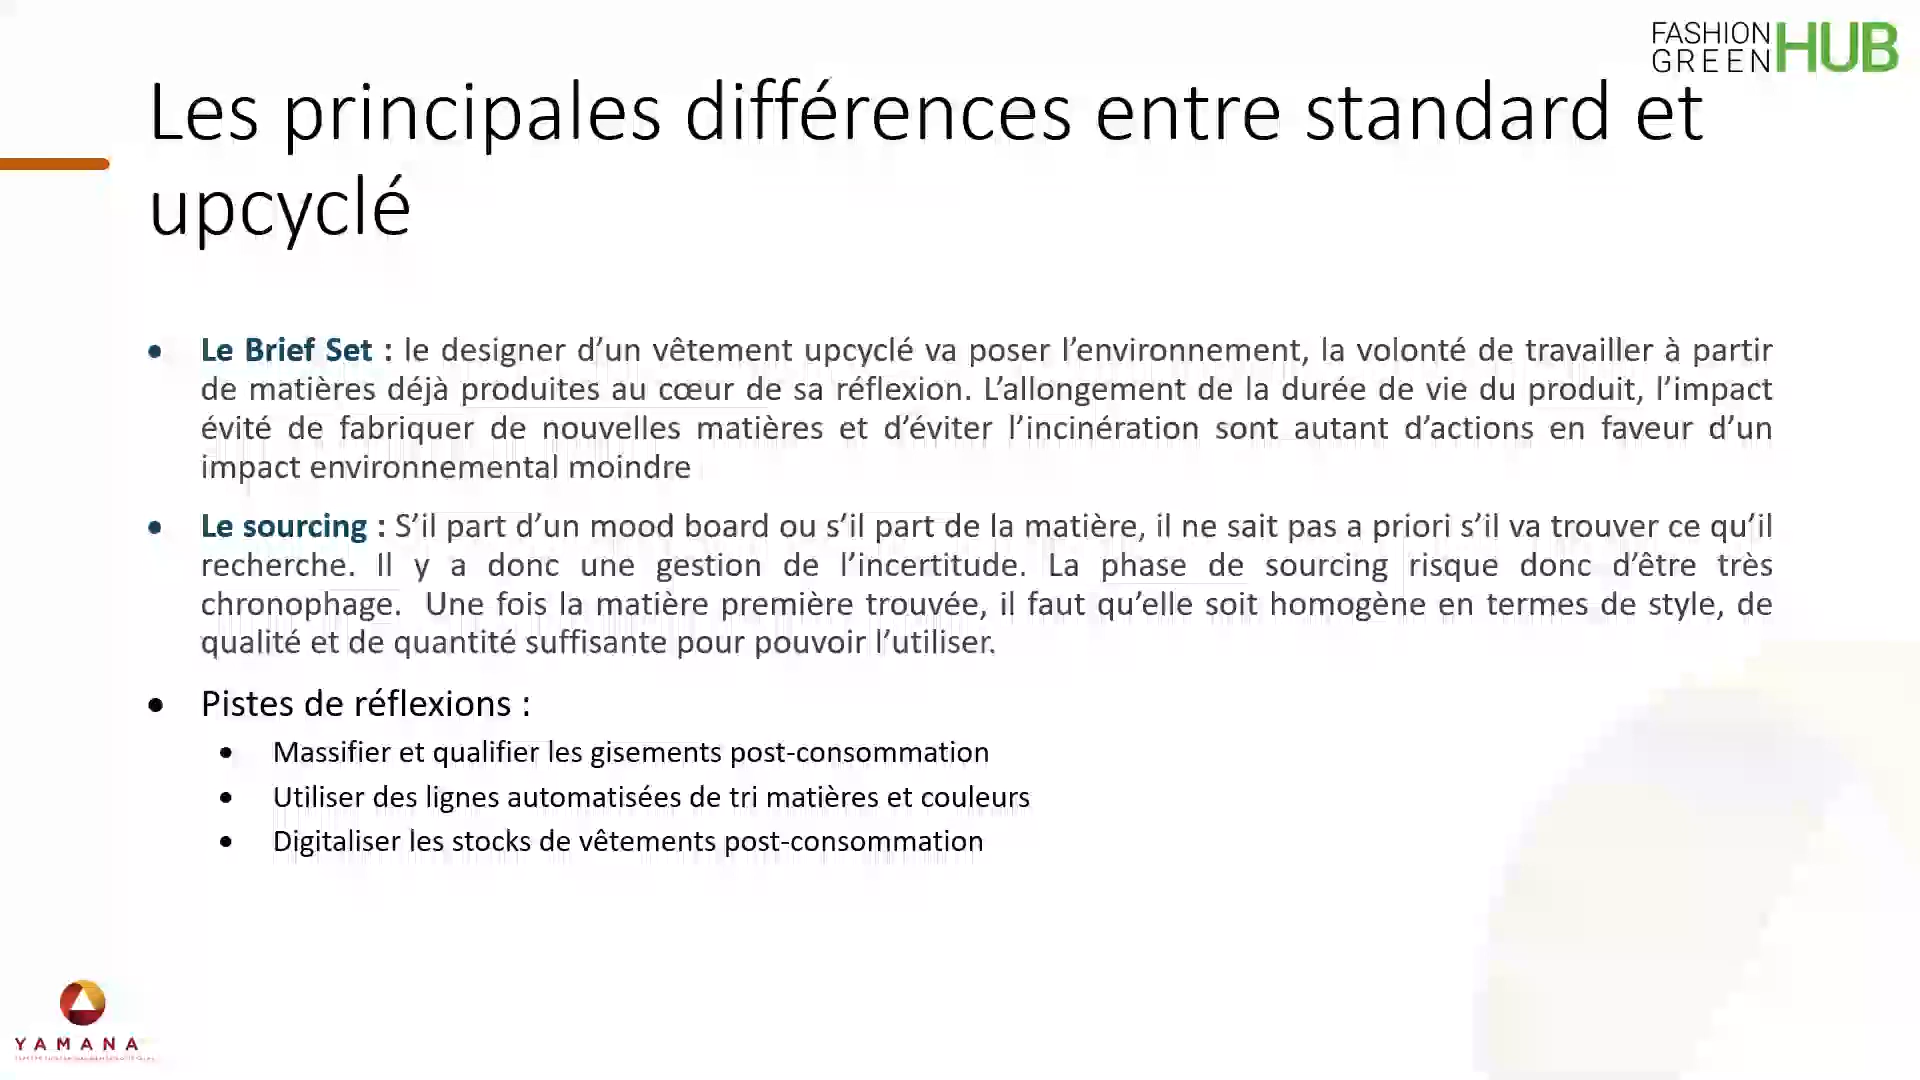 FASHION
GREEN HUB
Les principales différences entre standard et
upcyclé
• Le Brief Set : le designer d’un vêtement upcyclé va poser l’environnement, la volonté de travailler à partir
de matières déjà produites au cœur de sa réflexion. L’allongement de la durée de vie du produit, l’impact
évité de fabriquer de nouvelles matières et d’éviter l’incinération sont autant d’actions en faveur d’un
impact environnemental moindre
• Le sourcing : S’il part d’un mood board ou s’il part de la matière, il ne sait pas a priori s’il va trouver ce qu’il
recherche. Il y a donc une gestion de l’incertitude. La phase de sourcing risque donc d’être très
chronophage. Une fois la matière première trouvée, il faut qu’elle soit homogène en termes de style, de
qualité et de quantité suffisante pour pouvoir l’utiliser.
• Pistes de réflexions :
• Massifier et qualifier les gisements post-consommation
• Utiliser des lignes automatisées de tri matières et couleurs
• Digitaliser les stocks de vêtements post-consommation
YAMANA